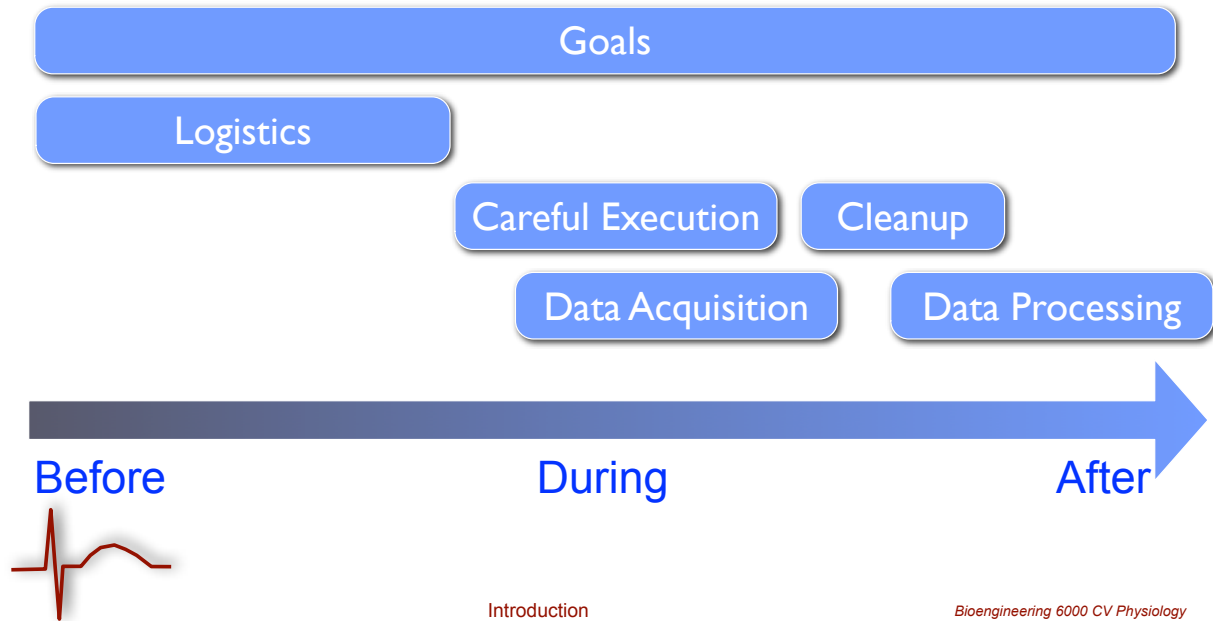 Goals
Logistics
Careful Execution
Cleanup
Data Acquisition
Data Processing
Before
During
After
Introduction
Bioengineering 6000 CV Physiology